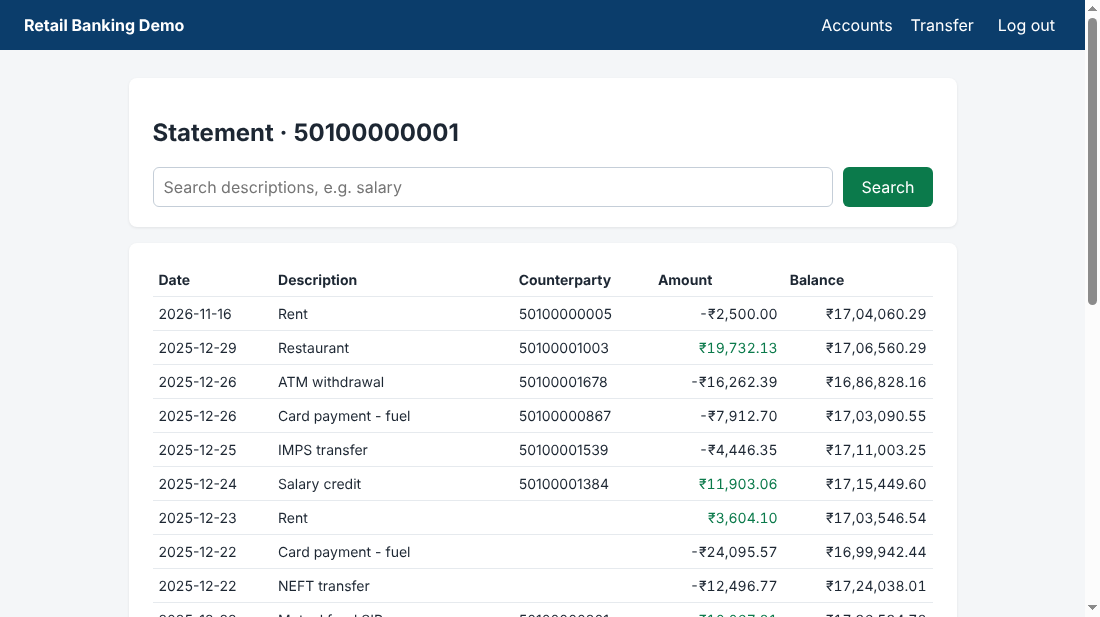 Retail Banking Demo Accounts Transfer Log out
Statement · 50100000001
Search descriptions, e.g. salary Search
Date Description Counterparty Amount Balance
2026-11-16 Rent 50100000005 -₹2,500.00 ₹17,04,060.29
2025-12-29 Restaurant 50100001003 ₹19,732.13 ₹17,06,560.29
2025-12-26 ATM withdrawal 50100001678 -₹16,262.39 ₹16,86,828.16
2025-12-26 Card payment - fuel 50100000867 -₹7,912.70 ₹17,03,090.55
2025-12-25 IMPS transfer 50100001539 -₹4,446.35 ₹17,11,003.25
2025-12-24 Salary credit 50100001384 ₹11,903.06 ₹17,15,449.60
2025-12-23 Rent ₹3,604.10 ₹17,03,546.54
2025-12-22 Card payment - fuel -₹24,095.57 ₹16,99,942.44
2025-12-22 NEFT transfer -₹12,496.77 ₹17,24,038.01